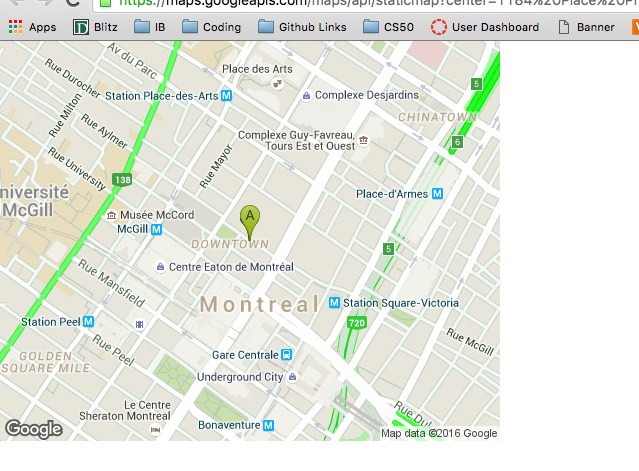 https://maps.googleapis.com/maps/api/staticmap?center=1184%20Place%20
Apps Blitz IB Coding Github Links CS50 User Dashboard Banner
Av du Parc
Place des Arts
Rue Durocher
Station Place-des-Arts
Complexe Desjardins
5
Rue Milton
CHINATOWN
Rue Aylmer
Complexe Guy-Favreau,
Tours Est et Ouest
6
Rue Mayor
Rue University
138
Place-d'Armes
Université
McGill
Musée McCord
McGill
A
DOWNTOWN
5
Centre Eaton de Montréal
Rue Mansfield
Montreal
Station Square-Victoria
Station Peel
720
Rue McGill
Rue Peel
Gare Centrale
GOLDEN
SQUARE MILE
Underground City
Le Centre
Sheraton Montreal
Bonaventure
Google
Map data ©2016 Google